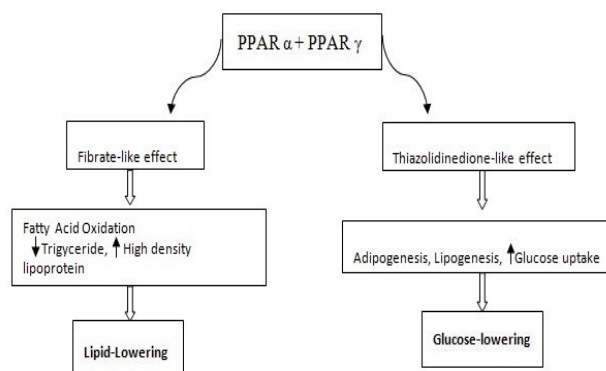 PPAR α + PPAR γ
Fibrate-like effect
Thiazolidinedione-like effect
Fatty Acid Oxidation
↓Trigyceride, ↑ High density
lipoprotein
Adipogenesis, Lipogenesis, ↑Glucose uptake
Lipid-Lowering
Glucose-lowering